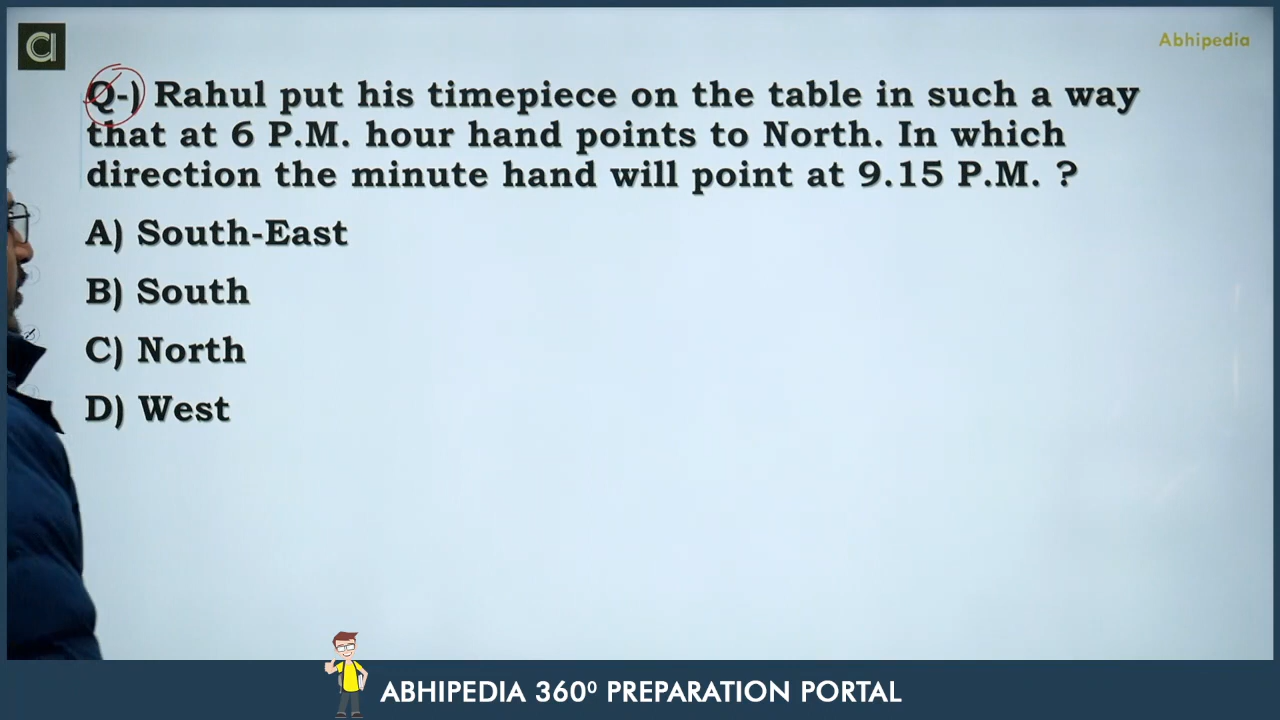 Abhipedia
Q-) Rahul put his timepiece on the table in such a way
that at 6 P.M. hour hand points to North. In which
direction the minute hand will point at 9.15 P.M. ?
A) South-East
B) South
C) North
D) West
ABHIPEDIA 360⁰ PREPARATION PORTAL